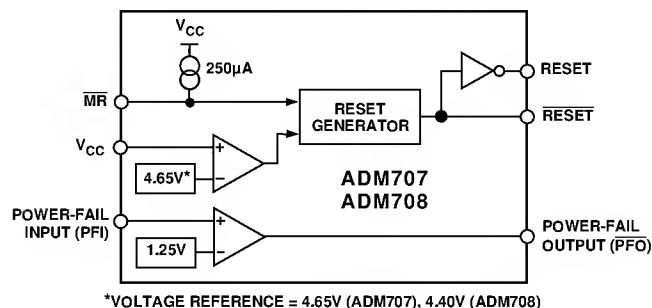 VCC
250μA
MR
RESET
RESET GENERATOR
RESET
VCC
+
4.65V*
−
ADM707
ADM708
POWER-FAIL
INPUT (PFI)
+
1.25V
−
POWER-FAIL
OUTPUT (PFO)
*VOLTAGE REFERENCE = 4.65V (ADM707), 4.40V (ADM708)